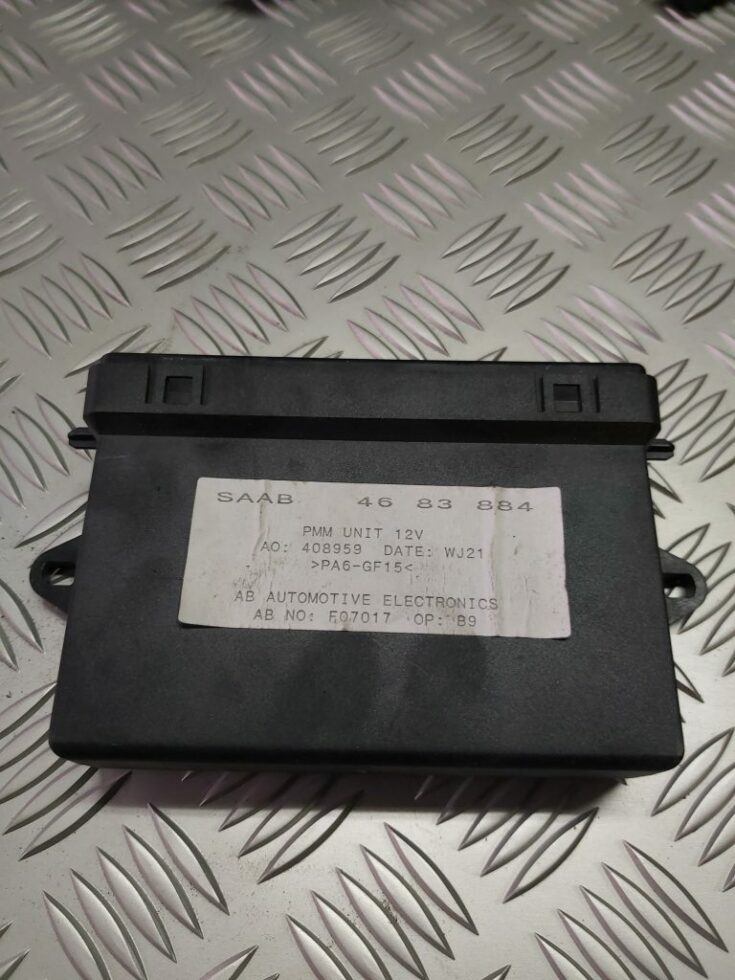 SAAB 46 83 884
PMM UNIT 12V
AO: 408959 DATE: WJ21
>PA6-GF15<
AB AUTOMOTIVE ELECTRONICS
AB NO: F07017 OP: B9